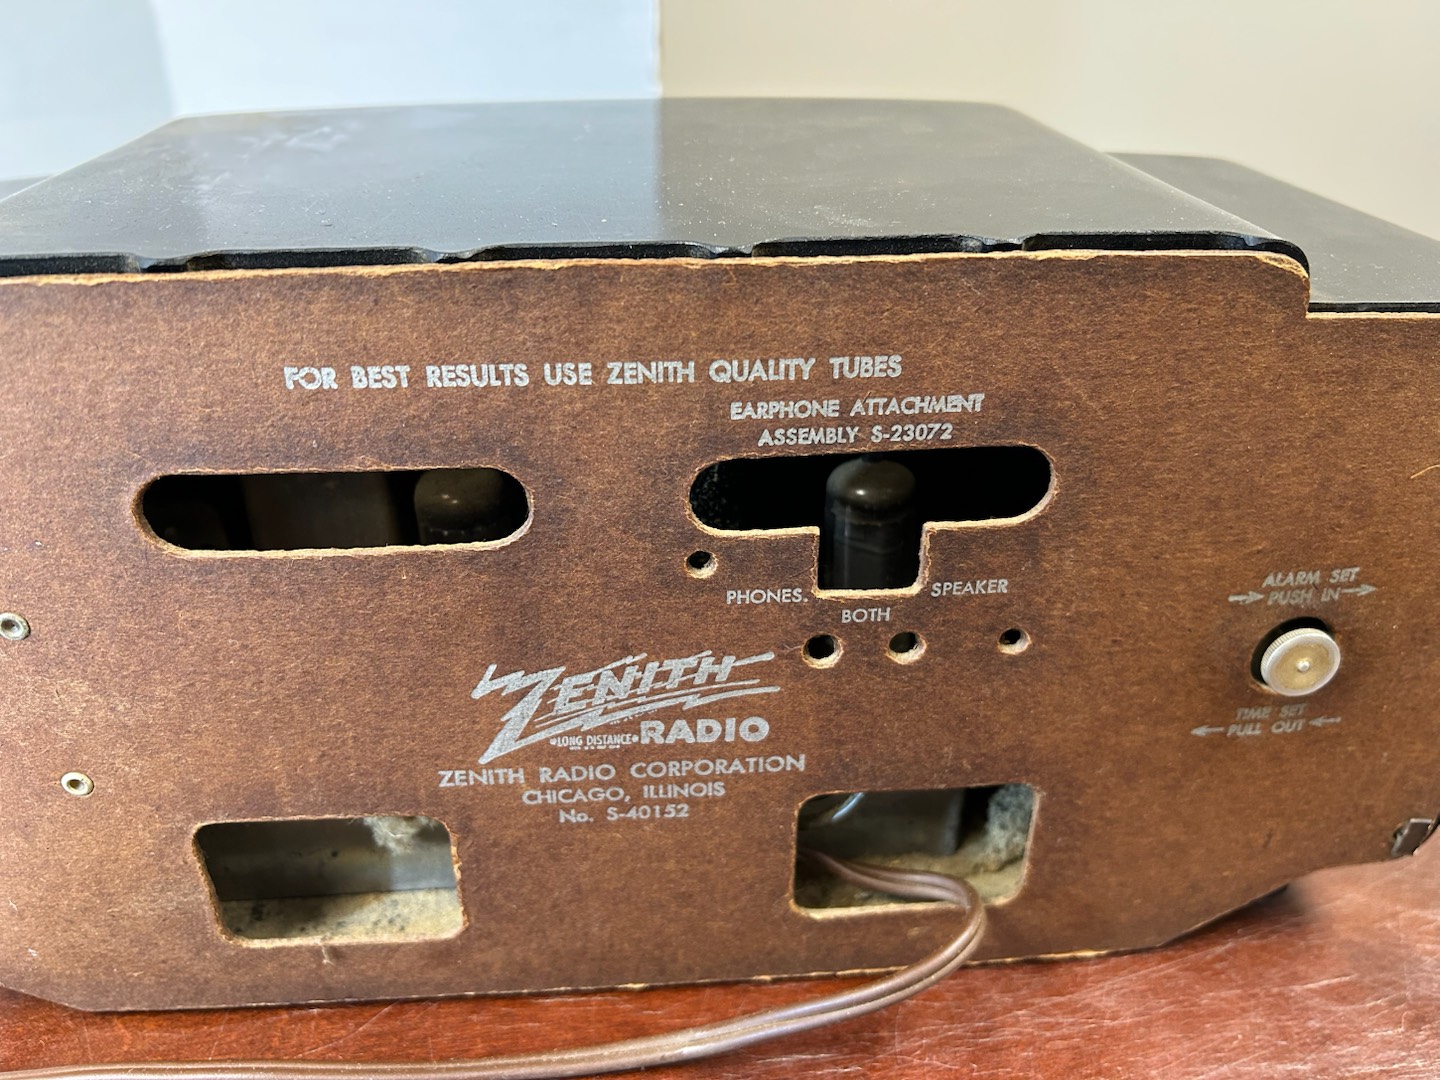 FOR BEST RESULTS USE ZENITH QUALITY TUBES
EARPHONE ATTACHMENT
ASSEMBLY S-23072
PHONES. SPEAKER
BOTH
ZENITH
LONG DISTANCE RADIO
ZENITH RADIO CORPORATION
CHICAGO, ILLINOIS
No. S-40152
ALARM SET
PUSH IN
TIME SET
PULL OUT